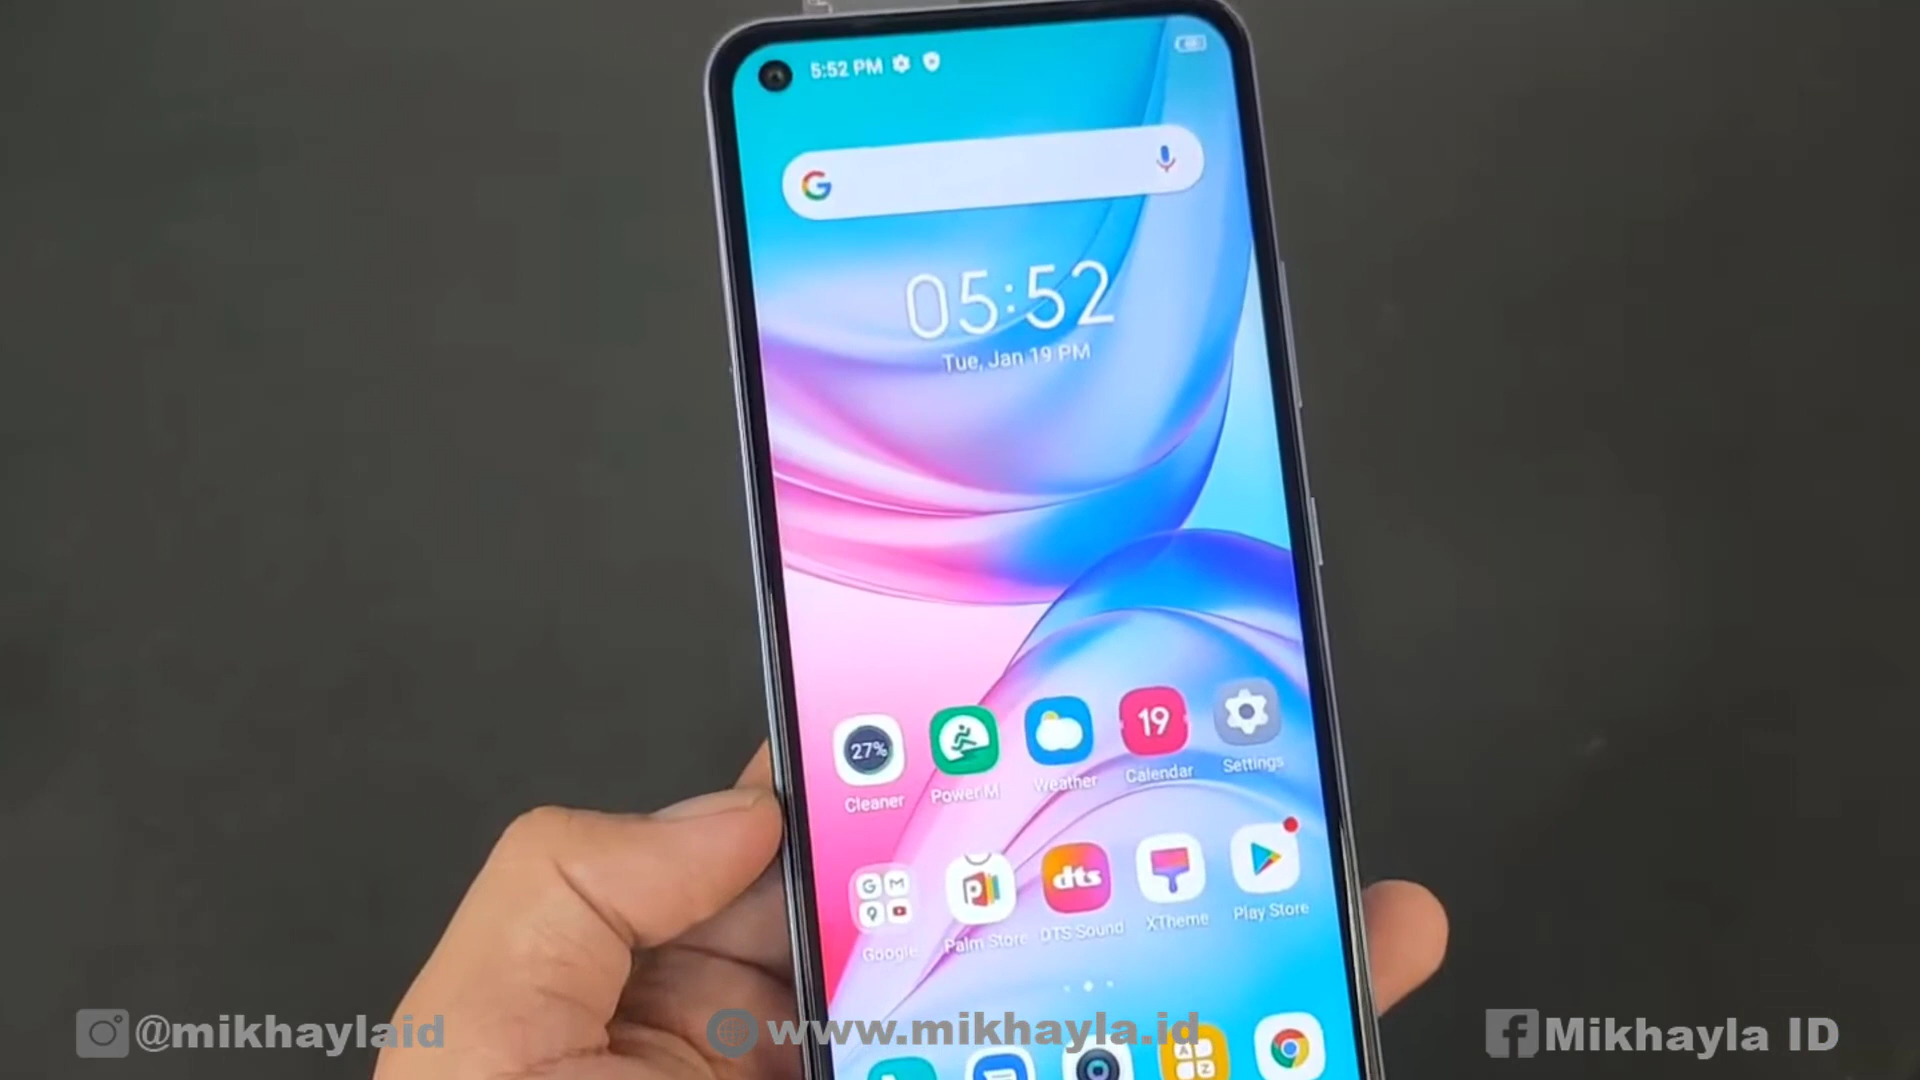 5:52 PM
G
05:52
Tue, Jan 19 PM
27%
19
Cleaner
Power M
Weather
Calendar
Settings
G M
P
dts
Google
Palm Store
DTS Sound
XTheme
Play Store
A
Z
@mikhaylaid
www.mikhayla.id
Mikhayla ID